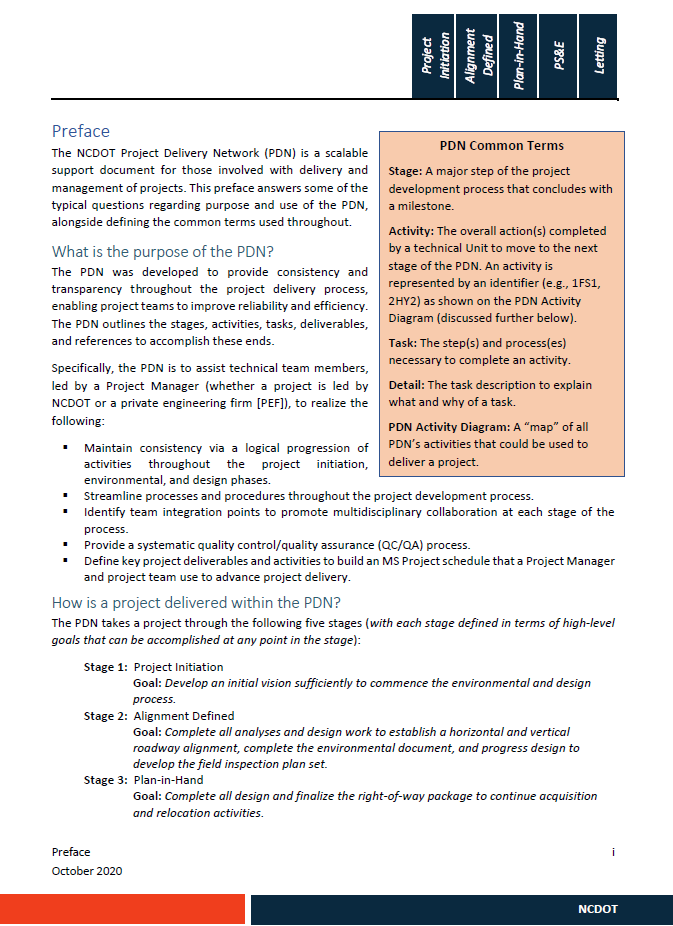 Project
Initiation
Alignment
Defined
Plan-in-Hand
PS&E
Letting
Preface
The NCDOT Project Delivery Network (PDN) is a scalable
support document for those involved with delivery and
management of projects. This preface answers some of the
typical questions regarding purpose and use of the PDN,
alongside defining the common terms used throughout.
What is the purpose of the PDN?
The PDN was developed to provide consistency and
transparency throughout the project delivery process,
enabling project teams to improve reliability and efficiency.
The PDN outlines the stages, activities, tasks, deliverables,
and references to accomplish these ends.
Specifically, the PDN is to assist technical team members,
led by a Project Manager (whether a project is led by
NCDOT or a private engineering firm [PEF]), to realize the
following:
▪ Maintain consistency via a logical progression of
activities throughout the project initiation,
environmental, and design phases.
▪ Streamline processes and procedures throughout the project development process.
▪ Identify team integration points to promote multidisciplinary collaboration at each stage of the
process.
▪ Provide a systematic quality control/quality assurance (QC/QA) process.
▪ Define key project deliverables and activities to build an MS Project schedule that a Project Manager
and project team use to advance project delivery.
PDN Common Terms
Stage: A major step of the project
development process that concludes with
a milestone.
Activity: The overall action(s) completed
by a technical Unit to move to the next
stage of the PDN. An activity is
represented by an identifier (e.g., 1FS1,
2HY2) as shown on the PDN Activity
Diagram (discussed further below).
Task: The step(s) and process(es)
necessary to complete an activity.
Detail: The task description to explain
what and why of a task.
PDN Activity Diagram: A “map” of all
PDN’s activities that could be used to
deliver a project.
How is a project delivered within the PDN?
The PDN takes a project through the following five stages (with each stage defined in terms of high-level
goals that can be accomplished at any point in the stage):
Stage 1: Project Initiation
Goal: Develop an initial vision sufficiently to commence the environmental and design
process.
Stage 2: Alignment Defined
Goal: Complete all analyses and design work to establish a horizontal and vertical
roadway alignment, complete the environmental document, and progress design to
develop the field inspection plan set.
Stage 3: Plan-in-Hand
Goal: Complete all design and finalize the right-of-way package to continue acquisition
and relocation activities.
Preface i
October 2020
NCDOT